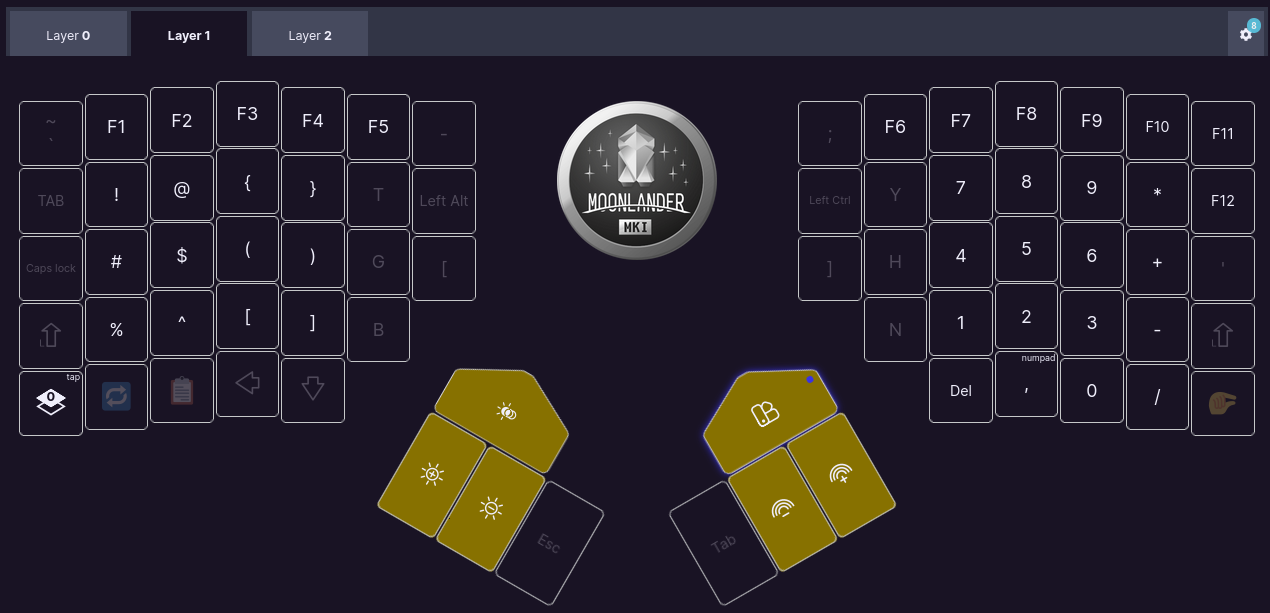 Layer 0
Layer 1
Layer 2
8
~
`
F1
F2
F3
F4
F5
-
;
F6
F7
F8
F9
F10
F11
TAB
!
@
{
}
T
Left Alt
Left Ctrl
Y
7
8
9
*
F12
Caps lock
#
$
(
)
G
[
]
H
4
5
6
+
'
%
^
[
]
B
N
1
2
3
-
tap
0
numpad
Del
,
0
/
MOONLANDER
MKI
Esc
Tab